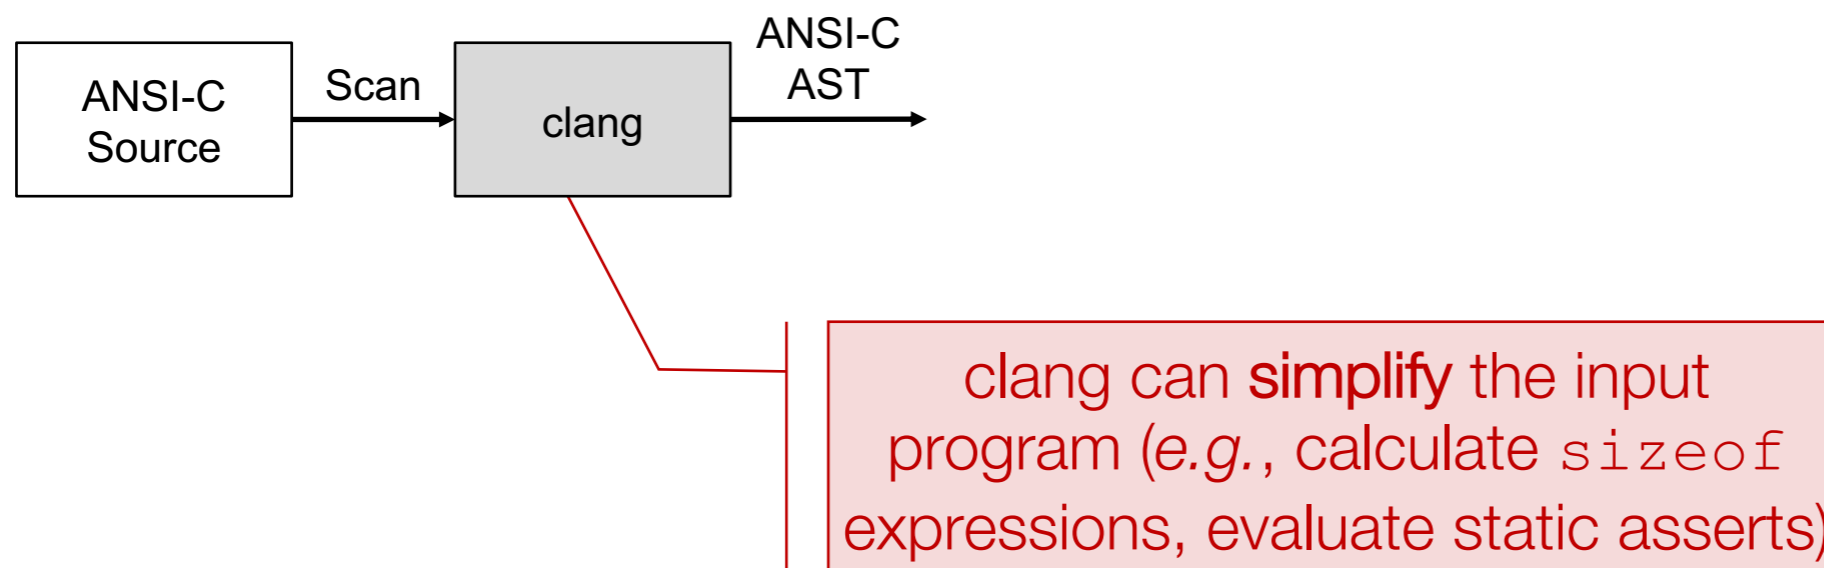 ANSI-C
Source
Scan
clang
ANSI-C
AST
clang can simplify the input
program (e.g., calculate sizeof
expressions, evaluate static asserts)